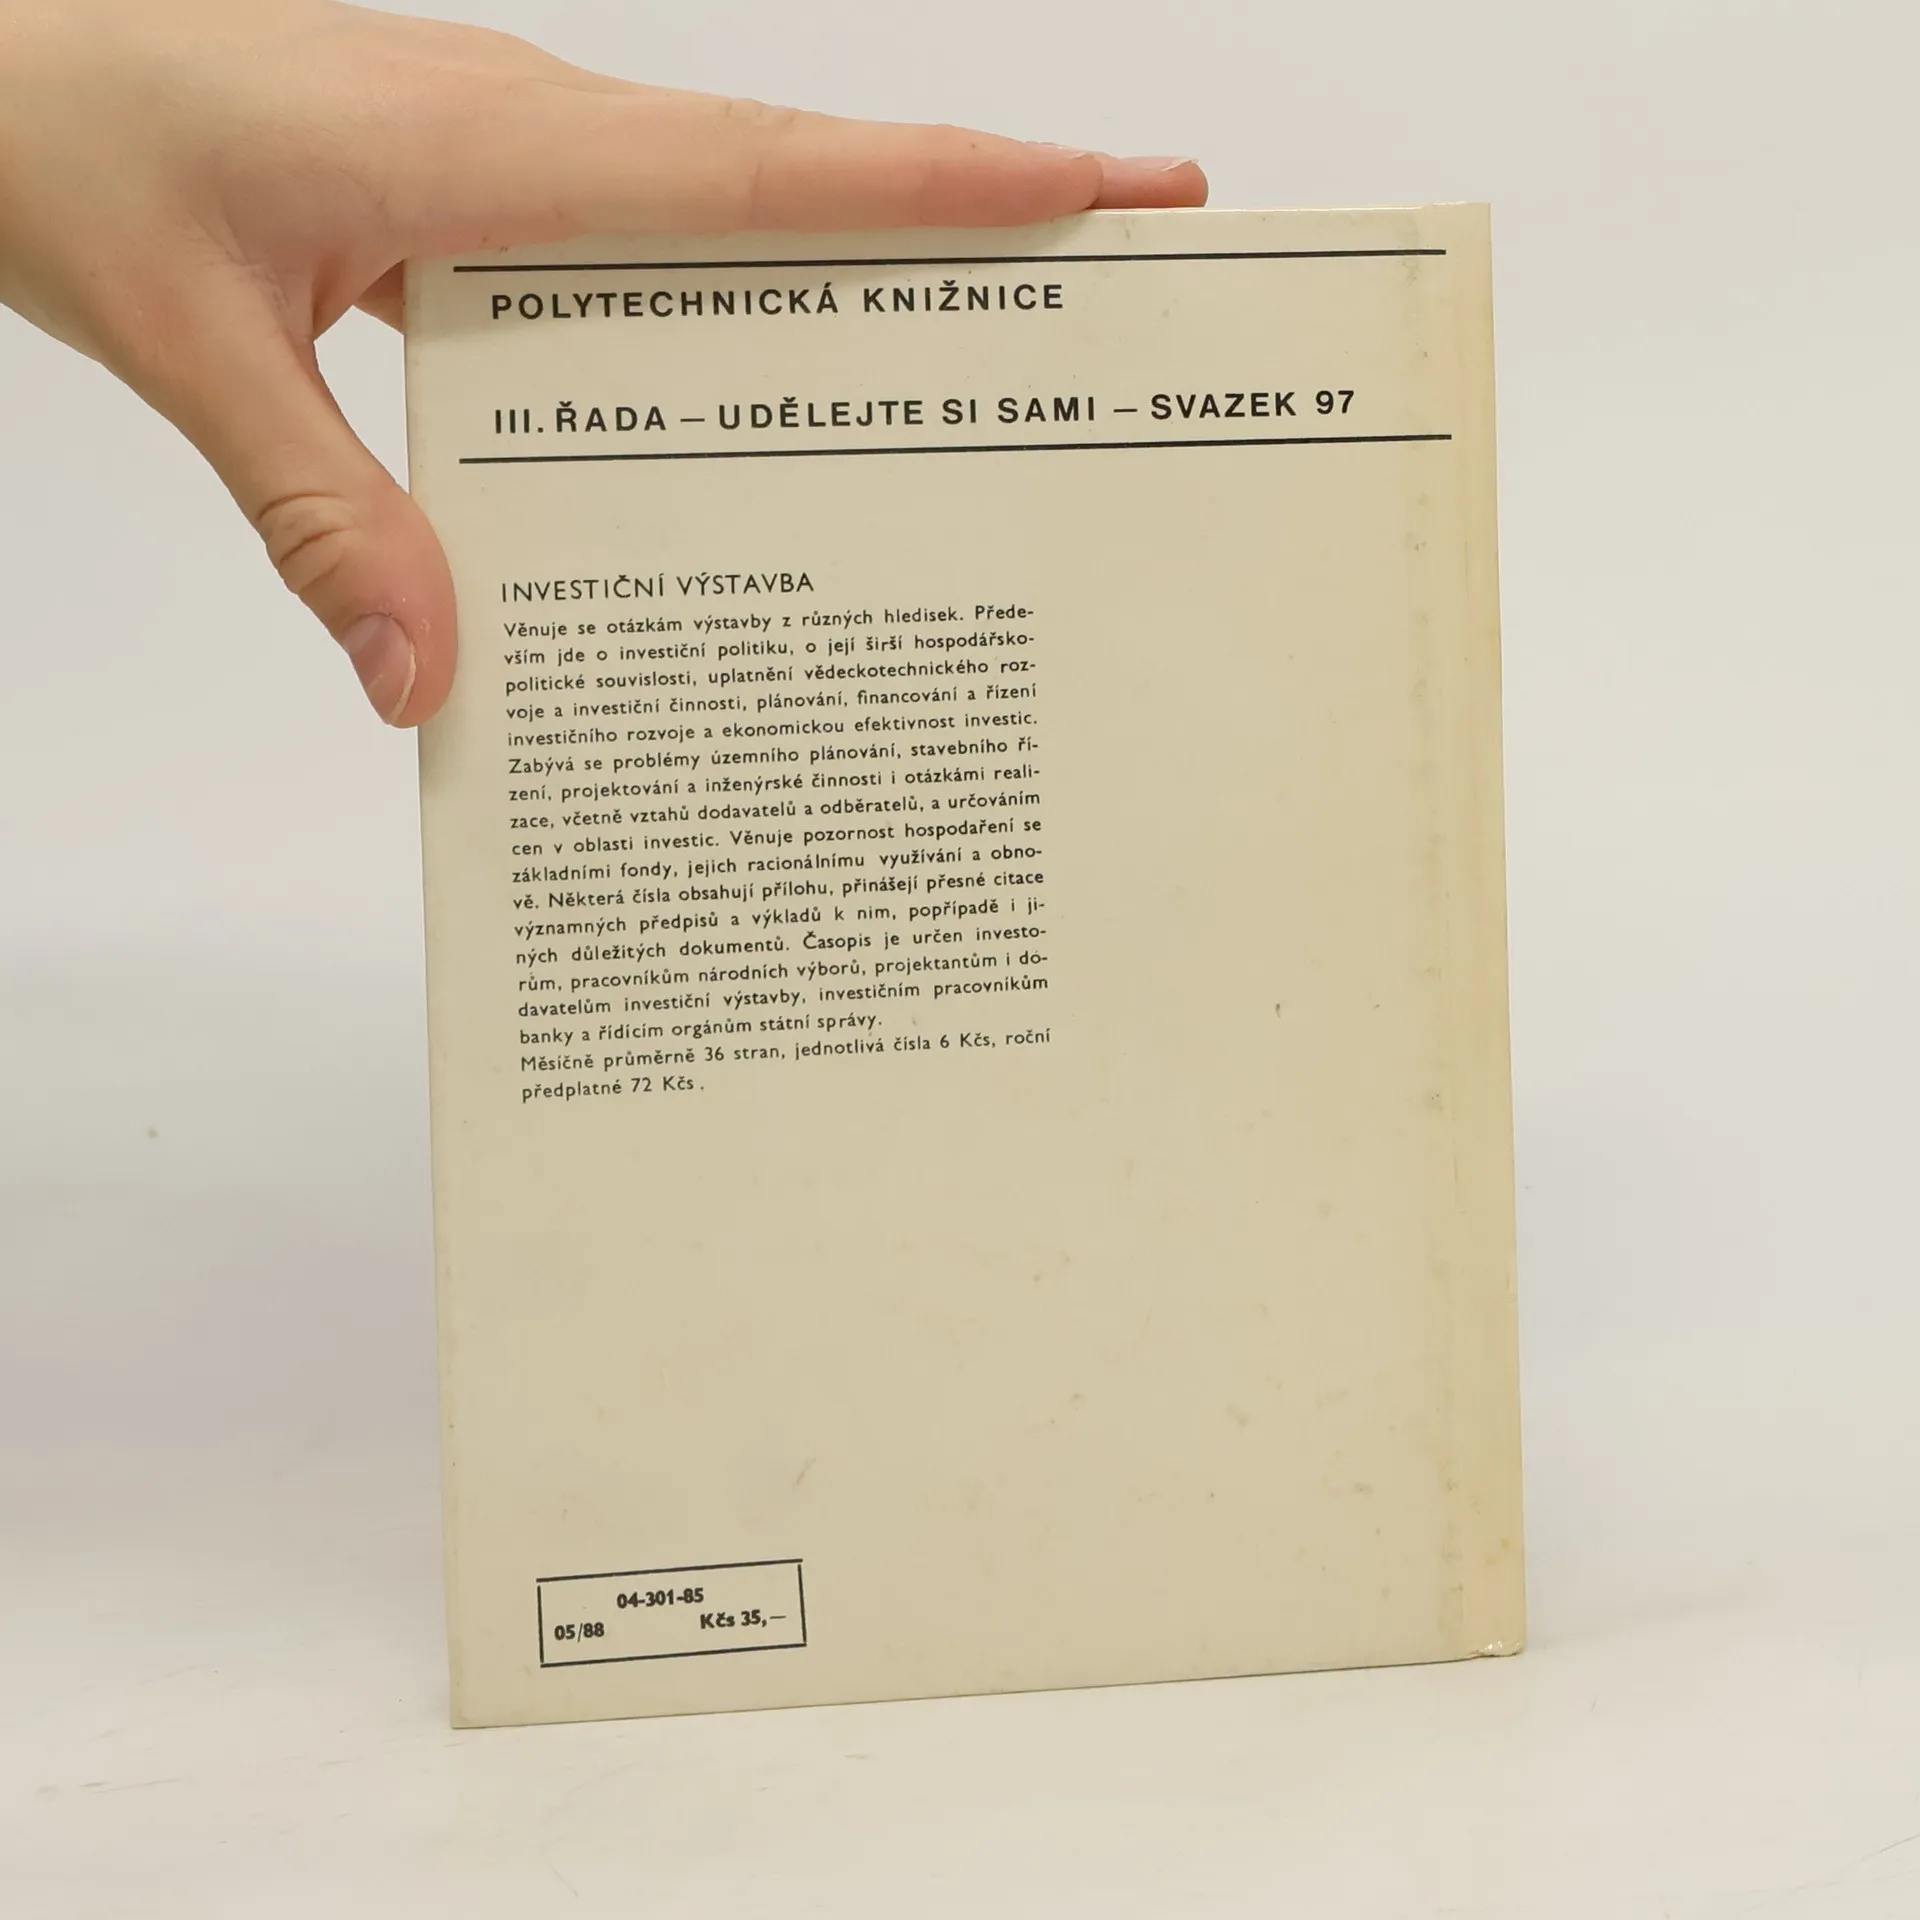 POLYTECHNICKÁ KNIŽNICE
III. ŘADA – UDĚLEJTE SI SAMI – SVAZEK 97
INVESTIČNÍ VÝSTAVBA
Věnuje se otázkám výstavby z různých hledisek. Přede-
vším jde o investiční politiku, o její širší hospodářsko-
politické souvislosti, uplatnění vědeckotechnického roz-
voje a investiční činnosti, plánování, financování a řízení
investičního rozvoje a ekonomickou efektivnost investic.
Zabývá se problémy územního plánování, stavebního ří-
zení, projektování a inženýrské činnosti i otázkámi reali-
zace, včetně vztahů dodavatelů a odběratelů, a určováním
cen v oblasti investic. Věnuje pozornost hospodaření se
základními fondy, jejich racionálnímu využívání a obno-
vě. Některá čísla obsahují přílohu, přinášejí přesné citace
významných předpisů a výkladů k nim, popřípadě i ji-
ných důležitých dokumentů. Časopis je určen investo-
rům, pracovníkům národních výborů, projektantům i do-
davatelům investiční výstavby, investičním pracovníkům
banky a řídícím orgánům státní správy.
Měsíčně průměrně 36 stran, jednotlivá čísla 6 Kčs, roční
předplatné 72 Kčs.
04-301-85
05/88 Kčs 35,—